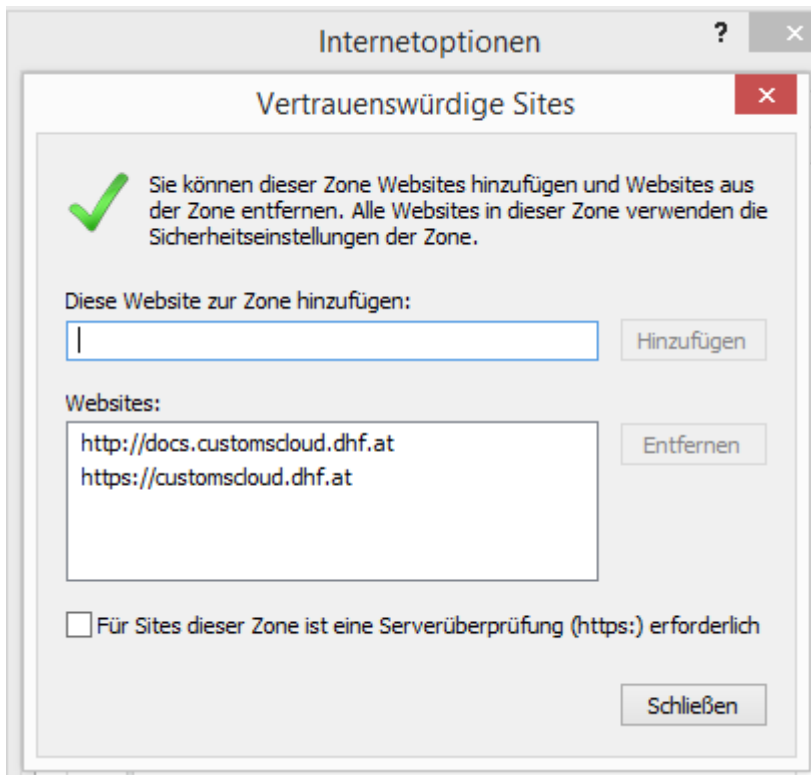 Internetoptionen
?
Vertrauenswürdige Sites
Sie können dieser Zone Websites hinzufügen und Websites aus
der Zone entfernen. Alle Websites in dieser Zone verwenden die
Sicherheitseinstellungen der Zone.
Diese Website zur Zone hinzufügen:
Hinzufügen
Websites:
http://docs.customscloud.dhf.at
https://customscloud.dhf.at
Entfernen
Für Sites dieser Zone ist eine Serverüberprüfung (https:) erforderlich
Schließen